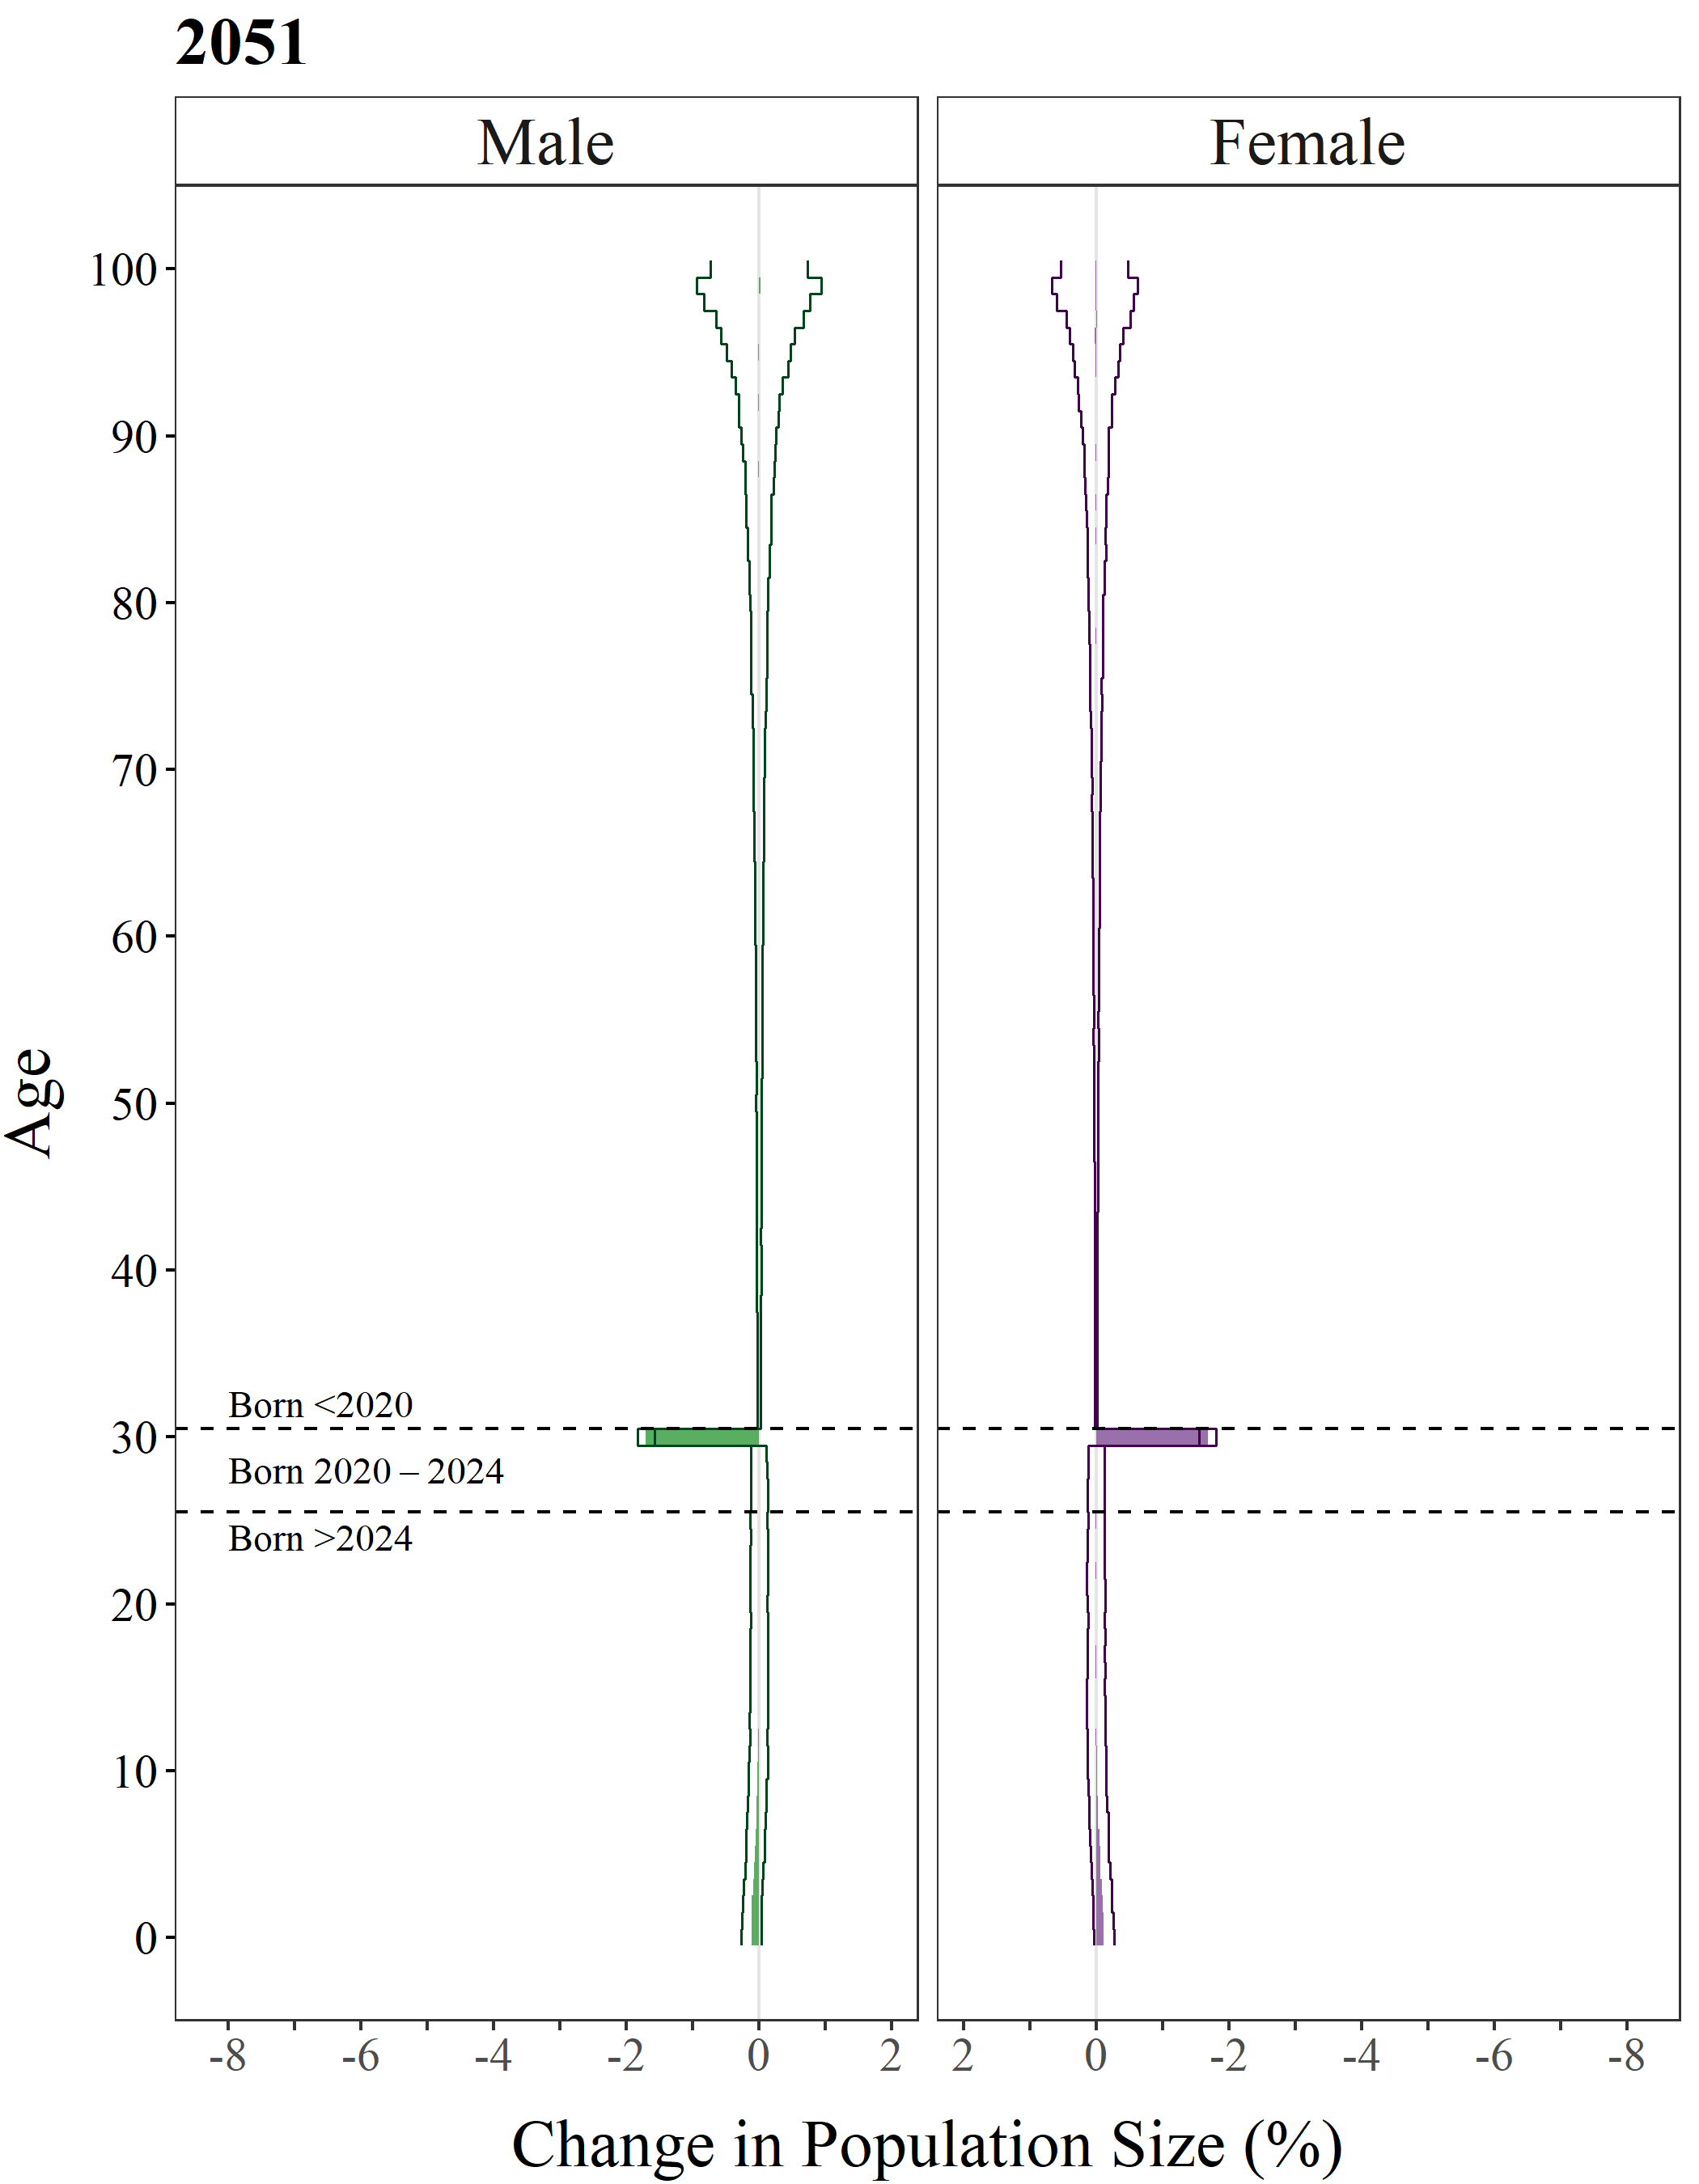 2051
Male
Female
Age
100
90
80
70
60
50
40
Born <2020
30
Born 2020 – 2024
Born >2024
20
10
0
-8 -6 -4 -2 0 2 2 0 -2 -4 -6 -8
Change in Population Size (%)